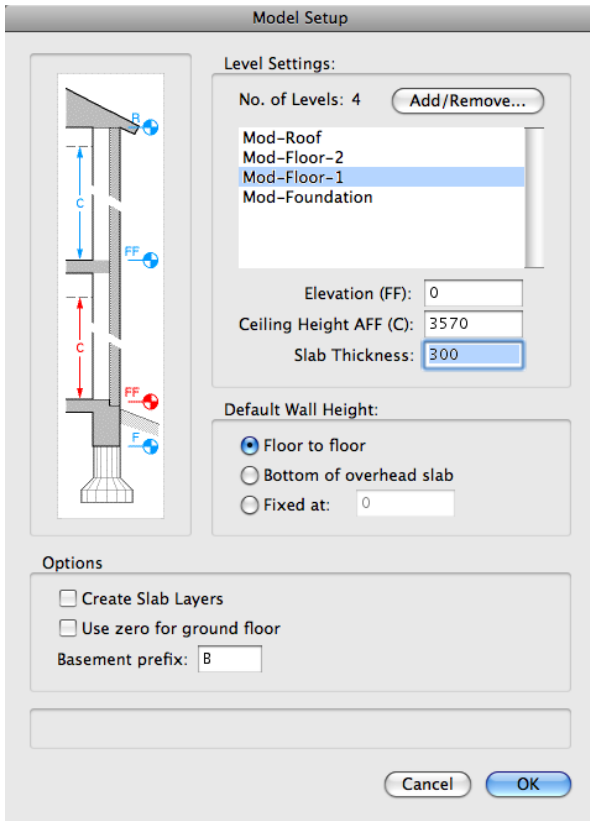 Model Setup
Level Settings:
No. of Levels: 4
Add/Remove...
Mod-Roof
Mod-Floor-2
Mod-Floor-1
Mod-Foundation
Elevation (FF): 0
Ceiling Height AFF (C): 3570
Slab Thickness: 300
R
C
FF
C
FF
F
Default Wall Height:
Floor to floor
Bottom of overhead slab
Fixed at: 0
Options
Create Slab Layers
Use zero for ground floor
Basement prefix: B
Cancel
OK